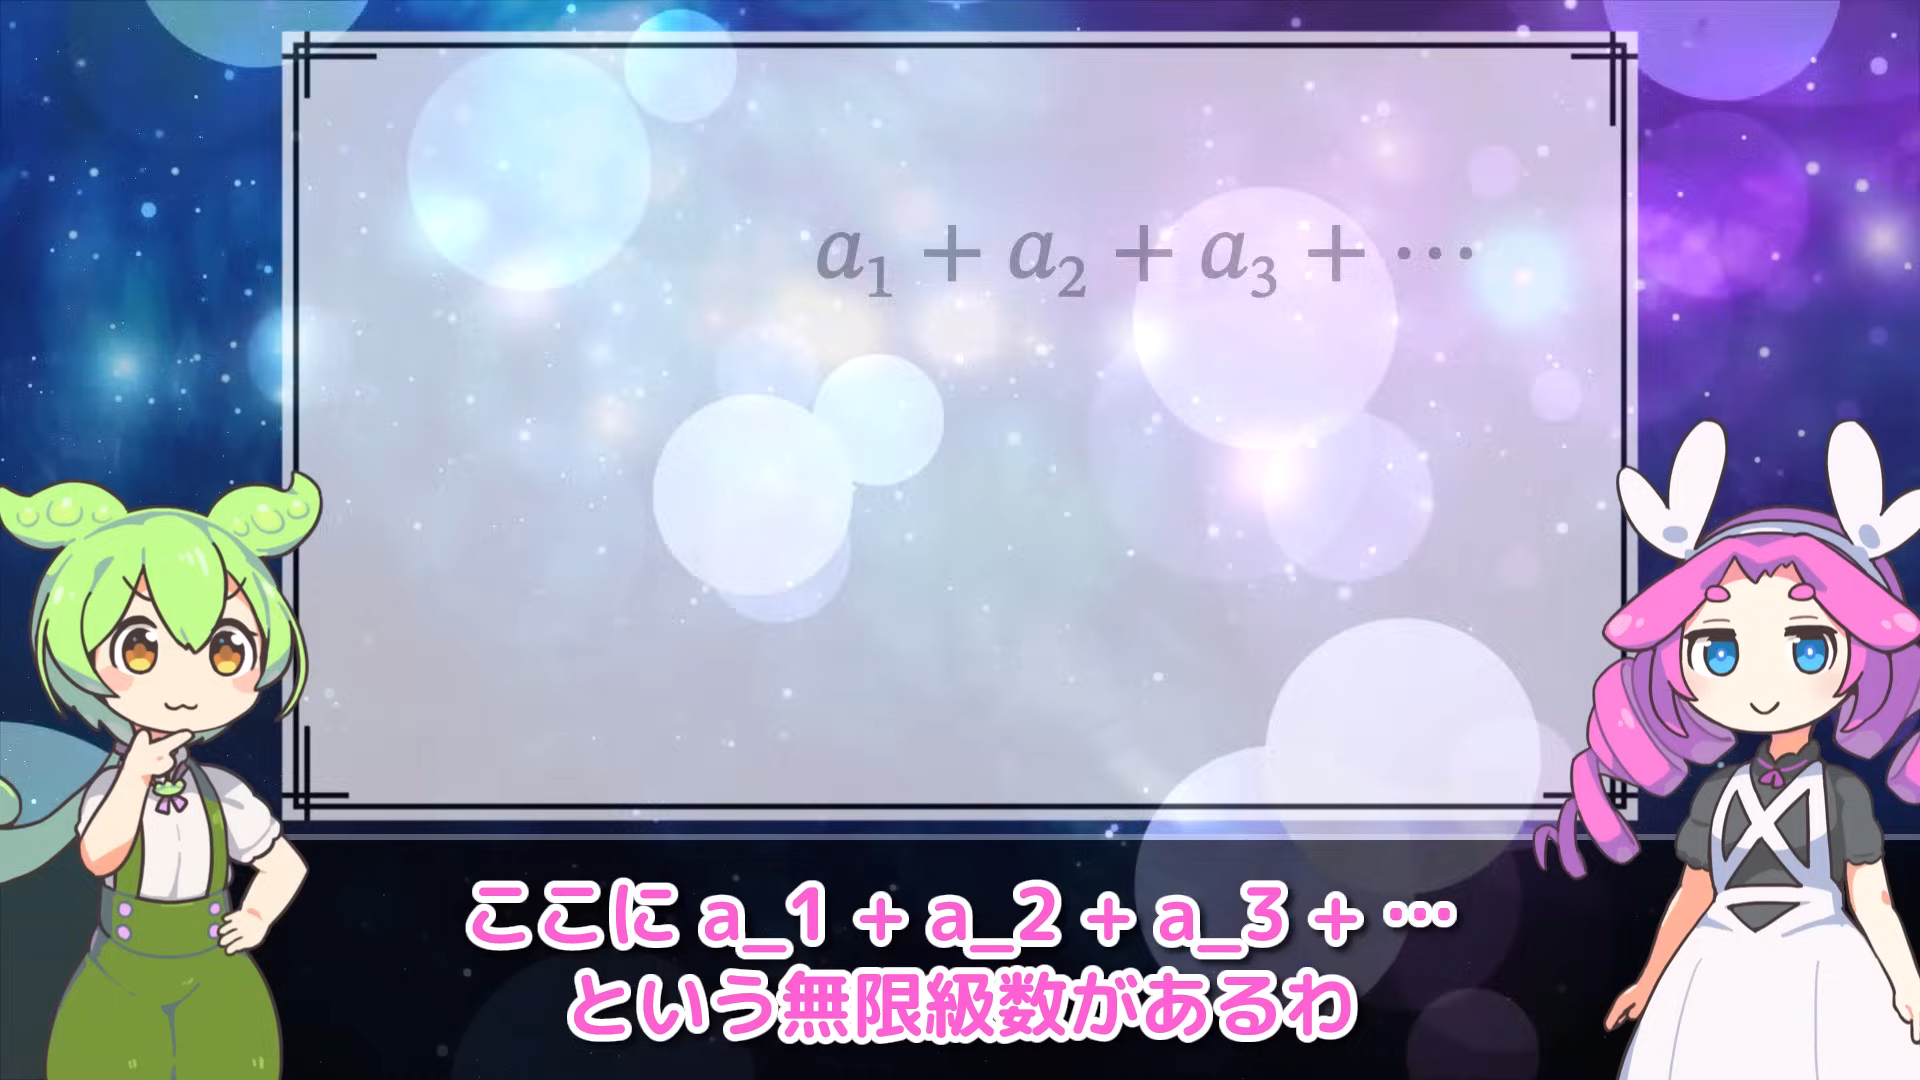 a₁ + a₂ + a₃ + ⋯
ここに a_1 + a_2 + a_3 + …
という無限級数があるわ